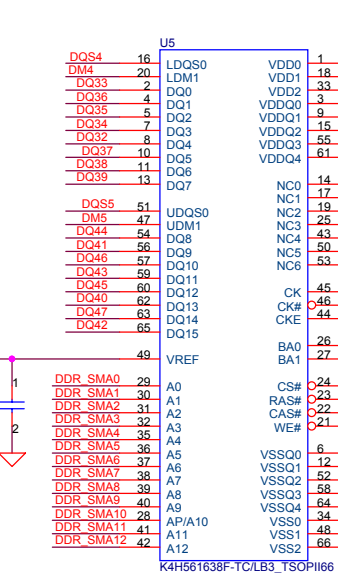 U5
DQS4 16 LDQS0 VDD0 1
DM4 20 LDM1 VDD1 18
DQ33 2 DQ0 VDD2 33
DQ36 4 DQ1 VDDQ0 3
DQ35 5 DQ2 VDDQ1 9
DQ34 7 DQ3 VDDQ2 15
DQ32 8 DQ4 VDDQ3 55
DQ37 10 DQ5 VDDQ4 61
DQ38 11 DQ6
DQ39 13 DQ7 NC0 14
NC1 17
DQS5 51 UDQS0 NC2 19
DM5 47 UDM1 NC3 25
DQ44 54 DQ8 NC4 43
DQ41 56 DQ9 NC5 50
DQ46 57 DQ10 NC6 53
DQ43 59 DQ11
DQ45 60 DQ12 CK 45
DQ40 62 DQ13 CK# 46
DQ47 63 DQ14 CKE 44
DQ42 65 DQ15
BA0 26
49 VREF BA1 27
1
DDR_SMA0 29 A0 CS# 24
DDR_SMA1 30 A1 RAS# 23
DDR_SMA2 31 A2 CAS# 22
DDR_SMA3 32 A3 WE# 21
2
DDR_SMA4 35 A4
DDR_SMA5 36 A5 VSSQ0 6
DDR_SMA6 37 A6 VSSQ1 12
DDR_SMA7 38 A7 VSSQ2 52
DDR_SMA8 39 A8 VSSQ3 58
DDR_SMA9 40 A9 VSSQ4 64
DDR_SMA10 28 AP/A10 VSS0 34
DDR_SMA11 41 A11 VSS1 48
DDR_SMA12 42 A12 VSS2 66
K4H561638F-TC/LB3_TSOPII66